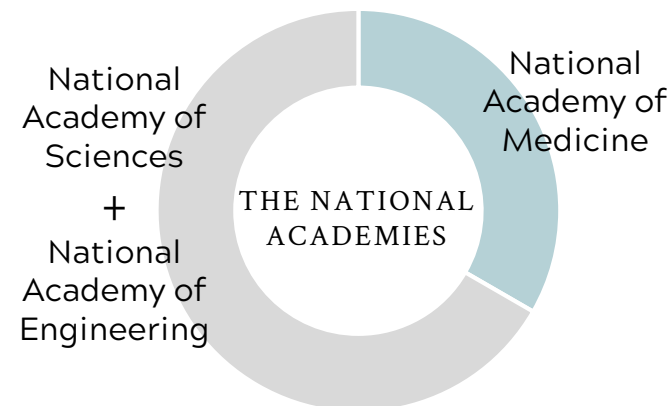 National
Academy of
Sciences
+
National
Academy of
Engineering
THE NATIONAL
ACADEMIES
National
Academy of
Medicine